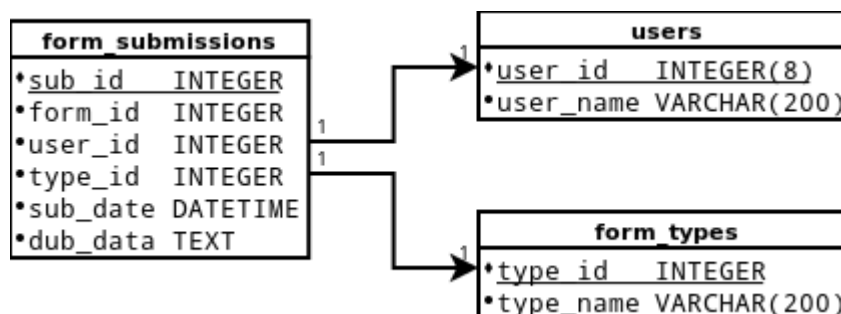 form_submissions
sub_id INTEGER
form_id INTEGER
user_id INTEGER
type_id INTEGER
sub_date DATETIME
dub_data TEXT
1
1
1
users
user_id INTEGER(8)
user_name VARCHAR(200)
1
form_types
type_id INTEGER
type_name VARCHAR(200)